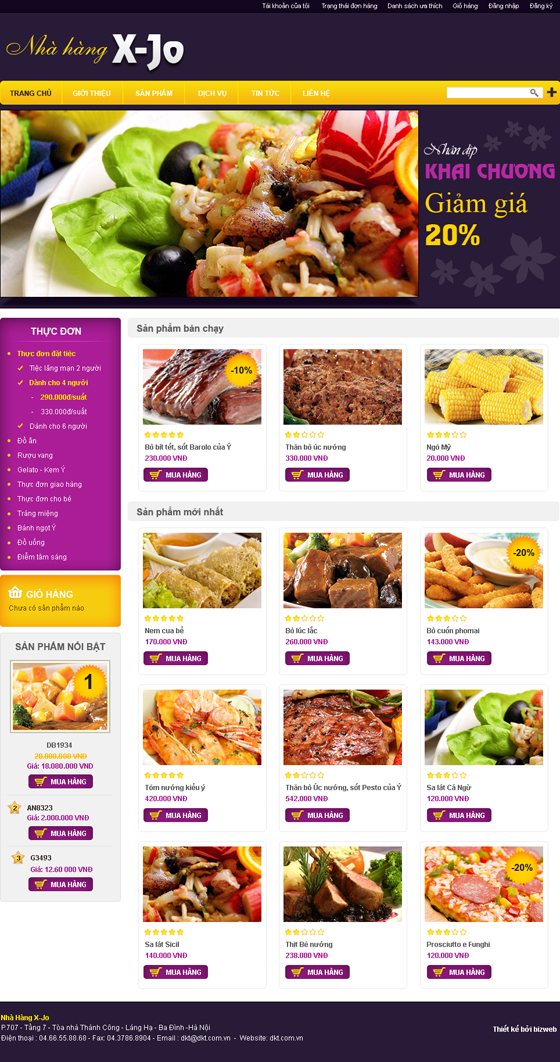 Tài khoản của tôi Trạng thái đơn hàng Danh sách ưa thích Giỏ hàng Đăng nhập Đăng ký
Nhà hàng X-Jo
TRANG CHỦ GIỚI THIỆU SẢN PHẨM DỊCH VỤ TIN TỨC LIÊN HỆ
Nhân dịp
KHAI CHƯƠNG
Giảm giá
20%
THỰC ĐƠN
Thực đơn đặt tiệc
Tiệc lãng mạn 2 người
Dành cho 4 người
- 290.000đ/suất
- 330.000đ/suất
Dành cho 6 người
Đồ ăn
Rượu vang
Gelato - Kem Ý
Thực đơn giao hàng
Thực đơn cho bé
Tráng miệng
Bánh ngọt Ý
Đồ uống
Điểm tâm sáng
GIỎ HÀNG
Chưa có sản phẩm nào
SẢN PHẨM NỔI BẬT
1
DB1934
20.000.000 VND
Giá: 18.080.000 VND
MUA HÀNG
2 AN8323
Giá: 2.000.000 VNĐ
MUA HÀNG
3 G3493
Giá: 12.60 000 VNĐ
MUA HÀNG
Sản phẩm bán chạy
-10%
Bò bít tết, sốt Barolo của Ý
230.000 VNĐ
MUA HÀNG
Thăn bò úc nướng
330.000 VNĐ
MUA HÀNG
Ngô Mỹ
20.000 VNĐ
MUA HÀNG
Sản phẩm mới nhất
Nem cua bể
170.000 VNĐ
MUA HÀNG
Bò lúc lắc
260.000 VNĐ
MUA HÀNG
-20%
Bò cuốn phomai
143.000 VNĐ
MUA HÀNG
Tôm nướng kiểu ý
420.000 VNĐ
MUA HÀNG
Thăn bò Úc nướng, sốt Pesto của Ý
542.000 VNĐ
MUA HÀNG
Sa lát Cá Ngừ
120.000 VNĐ
MUA HÀNG
Sa lát Sicil
140.000 VNĐ
MUA HÀNG
Thịt Bê nướng
238.000 VNĐ
MUA HÀNG
-20%
Prosciutto e Funghi
120.000 VNĐ
MUA HÀNG
Nhà Hàng X-Jo
P.707 - Tầng 7 - Tòa nhà Thành Công - Láng Hạ - Ba Đình -Hà Nội
Điện thoại : 04.66.55.88.68 - Fax: 04.3786.8904 - Email : dkt@dkt.com.vn - Website: dkt.com.vn
Thiết kế bởi bizweb